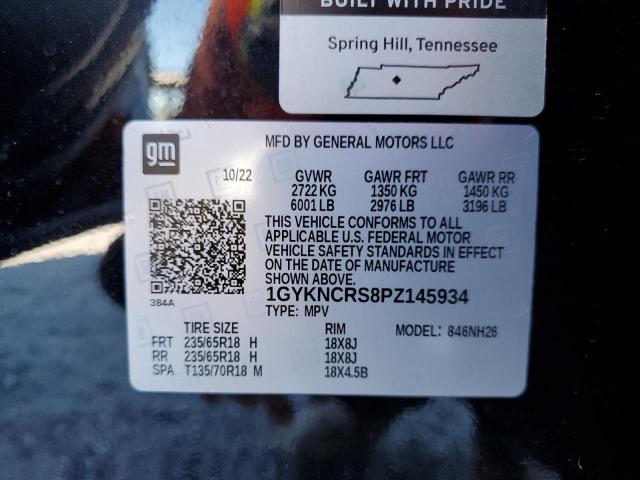 BUILT WITH PRIDE
Spring Hill, Tennessee
gm
MFD BY GENERAL MOTORS LLC
10/22 GVWR GAWR FRT GAWR RR
2722 KG 1350 KG 1450 KG
6001 LB 2976 LB 3196 LB
THIS VEHICLE CONFORMS TO ALL
APPLICABLE U.S. FEDERAL MOTOR
VEHICLE SAFETY STANDARDS IN EFFECT
ON THE DATE OF MANUFACTURE
SHOWN ABOVE.
384A
1GYKNCRS8PZ145934
TYPE: MPV
TIRE SIZE RIM MODEL: 846NH26
FRT 235/65R18 H 18X8J
RR 235/65R18 H 18X8J
SPA T135/70R18 M 18X4.5B